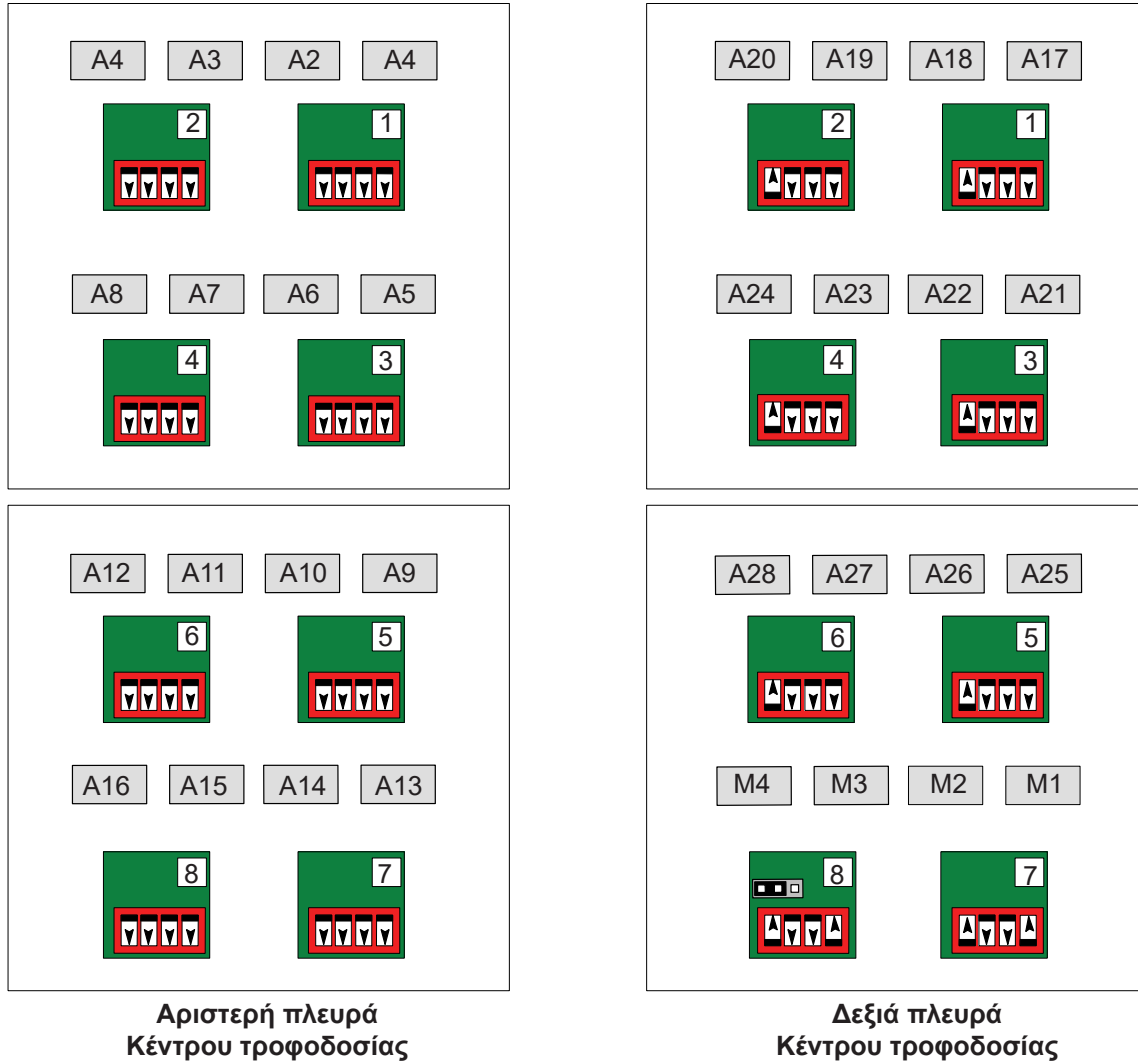 A4 A3 A2 A4
2 1
A8 A7 A6 A5
4 3
A12 A11 A10 A9
6 5
A16 A15 A14 A13
8 7
Αριστερή πλευρά
Κέντρου τροφοδοσίας
A20 A19 A18 A17
2 1
A24 A23 A22 A21
4 3
A28 A27 A26 A25
6 5
M4 M3 M2 M1
8 7
Δεξιά πλευρά
Κέντρου τροφοδοσίας